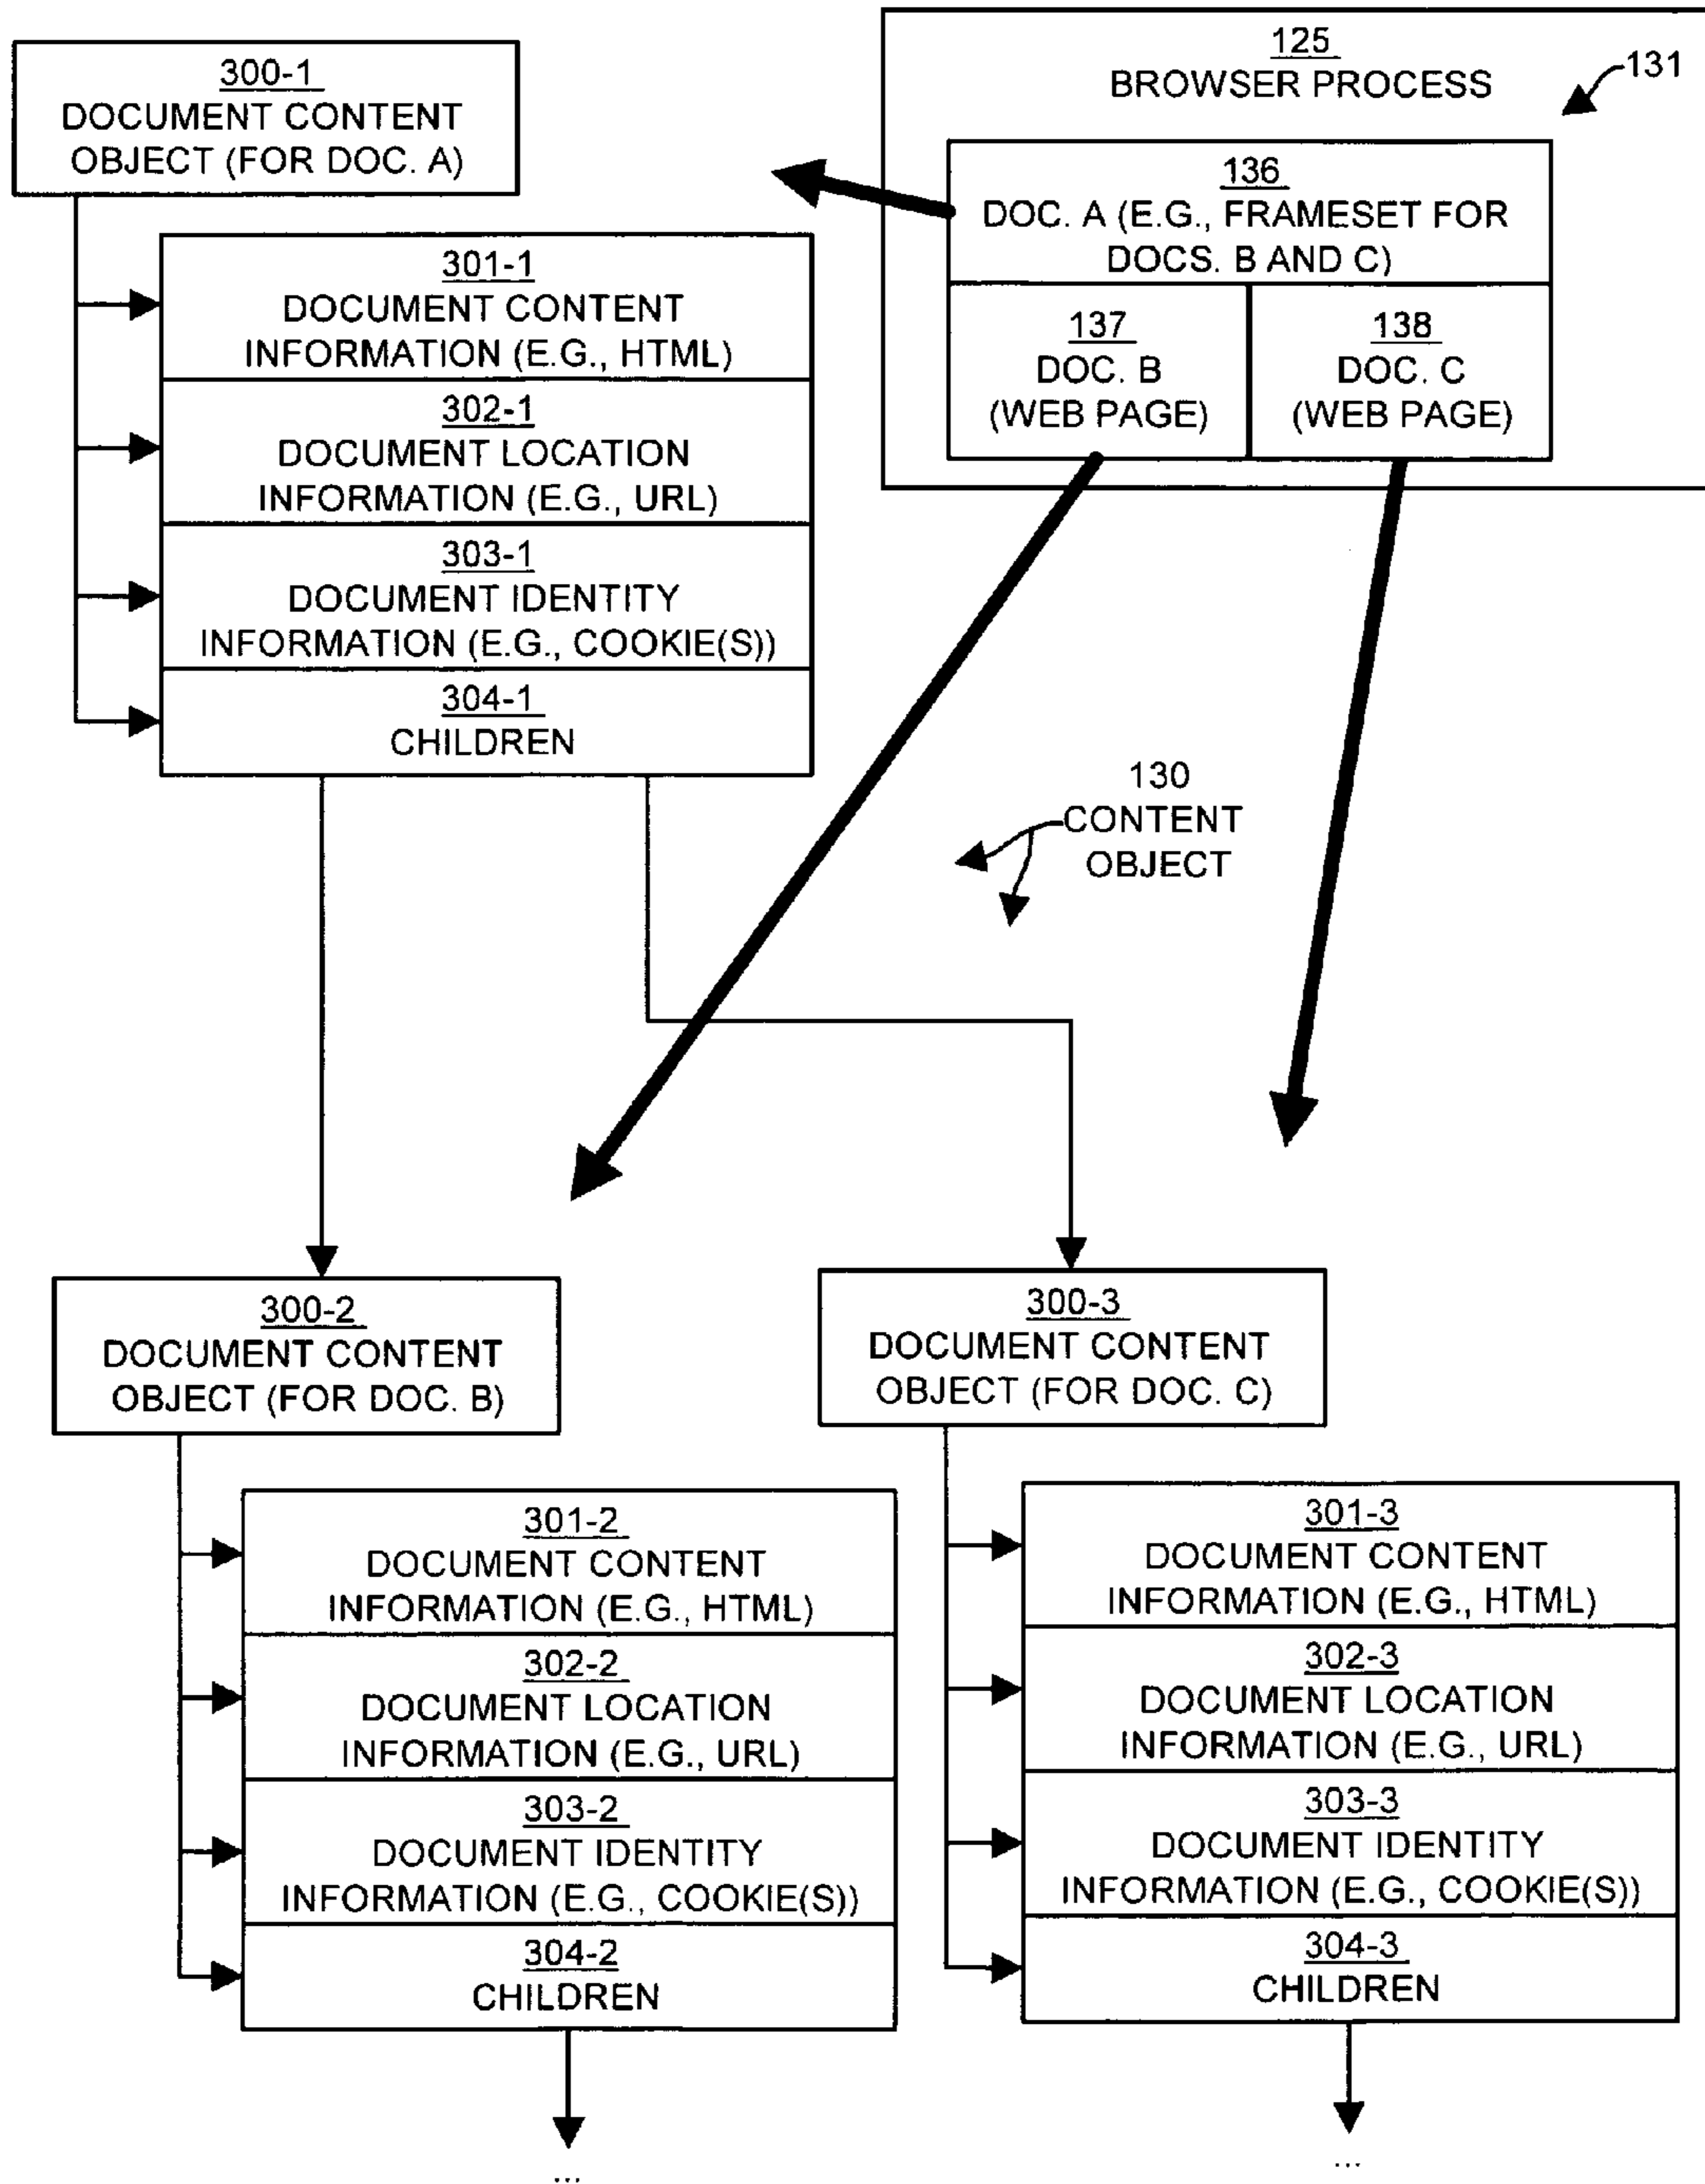 300-1
DOCUMENT CONTENT
OBJECT (FOR DOC. A)
125
BROWSER PROCESS
131
136
DOC. A (E.G., FRAMESET FOR
DOCS. B AND C)
137
DOC. B
(WEB PAGE)
138
DOC. C
(WEB PAGE)
301-1
DOCUMENT CONTENT
INFORMATION (E.G., HTML)
302-1
DOCUMENT LOCATION
INFORMATION (E.G., URL)
303-1
DOCUMENT IDENTITY
INFORMATION (E.G., COOKIE(S))
304-1
CHILDREN
130
CONTENT
OBJECT
300-2
DOCUMENT CONTENT
OBJECT (FOR DOC. B)
300-3
DOCUMENT CONTENT
OBJECT (FOR DOC. C)
301-2
DOCUMENT CONTENT
INFORMATION (E.G., HTML)
302-2
DOCUMENT LOCATION
INFORMATION (E.G., URL)
303-2
DOCUMENT IDENTITY
INFORMATION (E.G., COOKIE(S))
304-2
CHILDREN
...
301-3
DOCUMENT CONTENT
INFORMATION (E.G., HTML)
302-3
DOCUMENT LOCATION
INFORMATION (E.G., URL)
303-3
DOCUMENT IDENTITY
INFORMATION (E.G., COOKIE(S))
304-3
CHILDREN
...